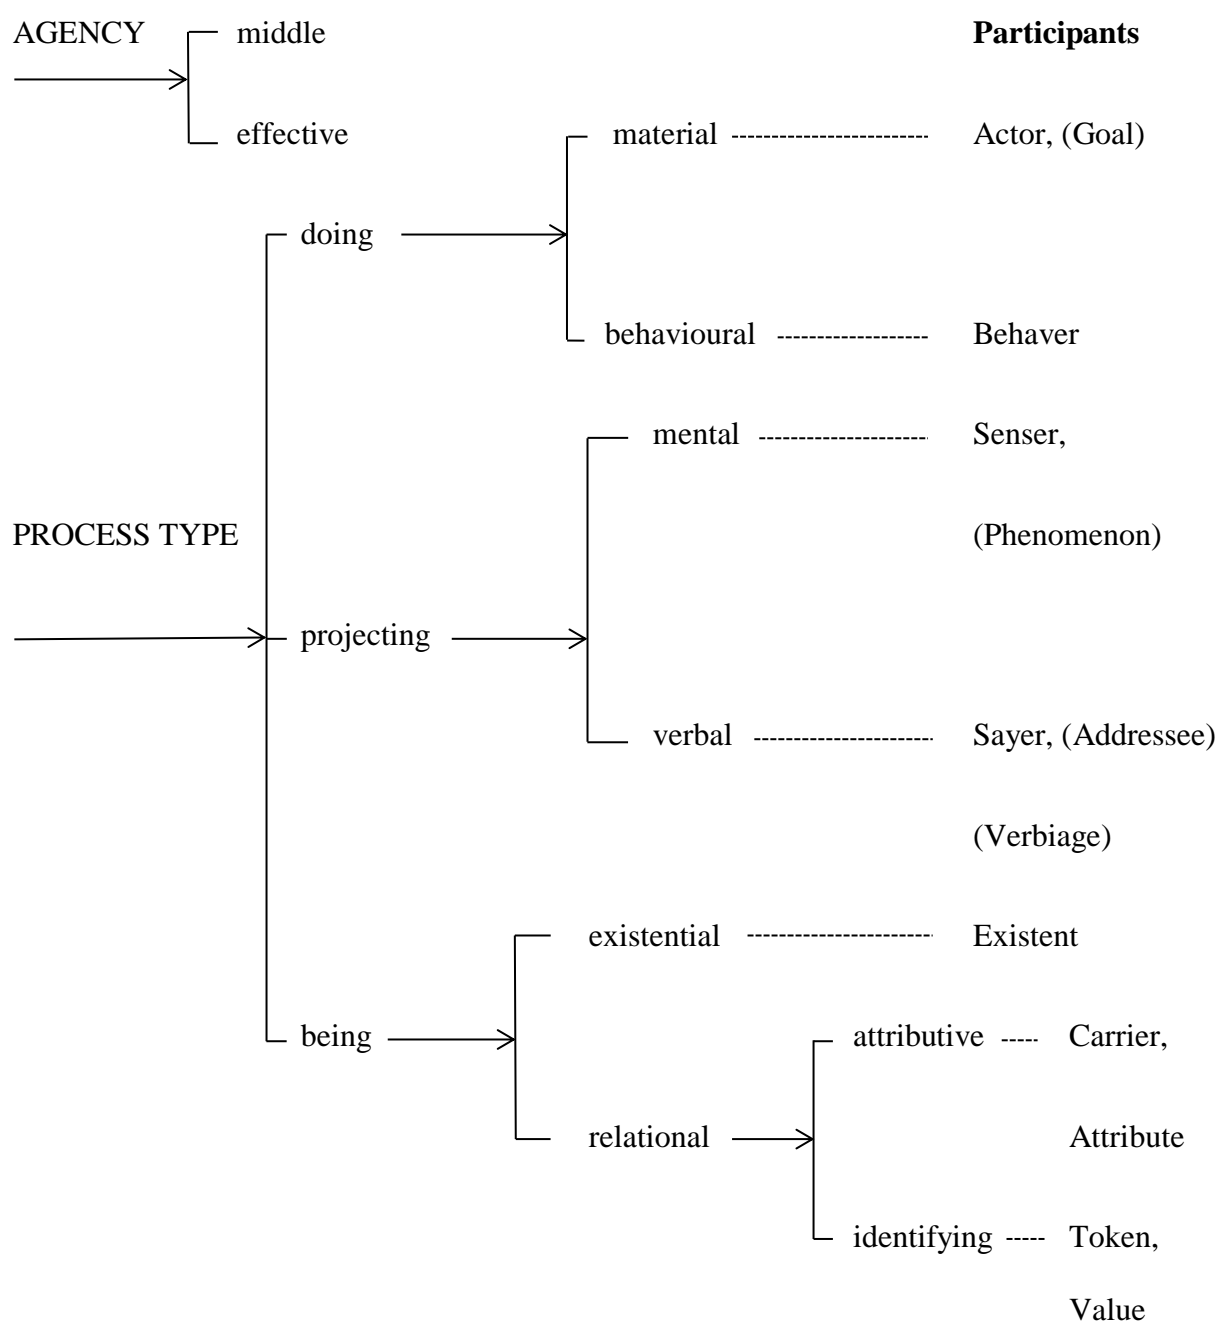 AGENCY middle Participants
effective material Actor, (Goal)
doing
behavioural Behaver
mental Senser,
PROCESS TYPE (Phenomenon)
projecting
verbal Sayer, (Addressee)
(Verbiage)
existential Existent
being attributive Carrier,
relational Attribute
identifying Token,
Value